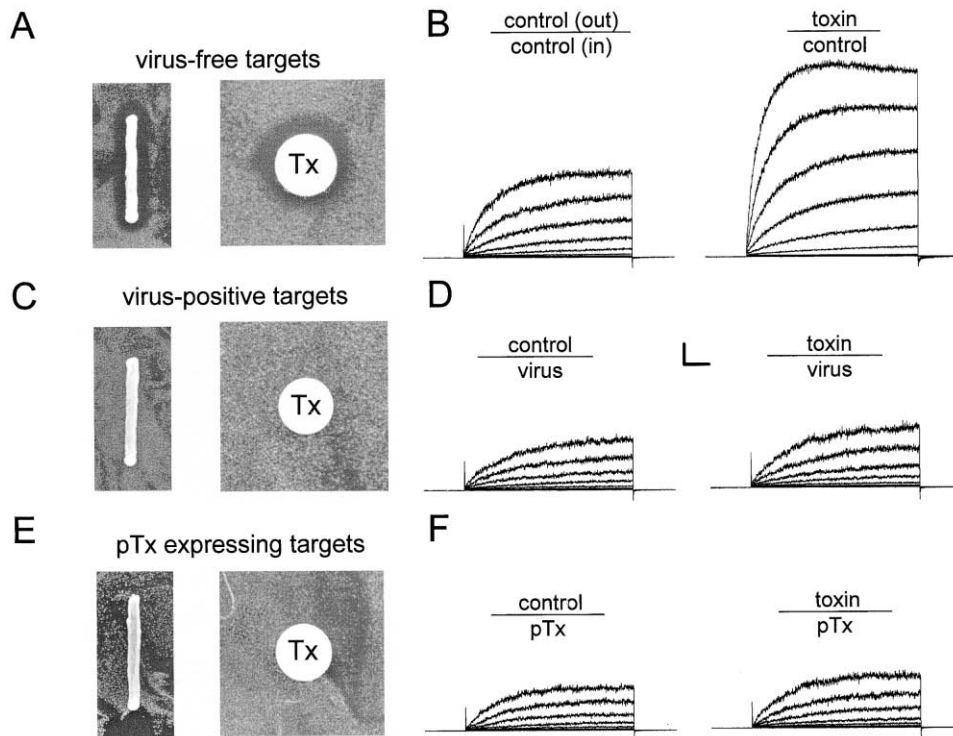 A
virus-free targets
Tx
B
control (out)
control (in)
toxin
control
C
virus-positive targets
Tx
D
control
virus
toxin
virus
E
pTx expressing targets
Tx
F
control
pTx
toxin
pTx